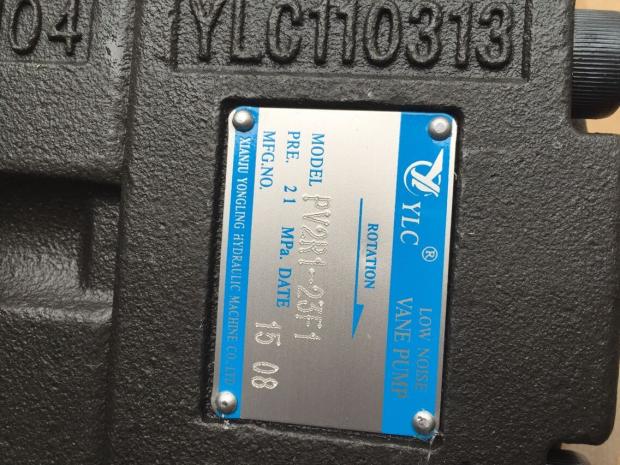 04
YLC110313
YLC ®
LOW NOISE
VANE PUMP
ROTATION
MODEL PV2R1-23F1
PRE. 21 MPa. DATE 15 08
MFG.NO.
XIANJU YONGLING HYDRAULIC MACHINE CO. LTD